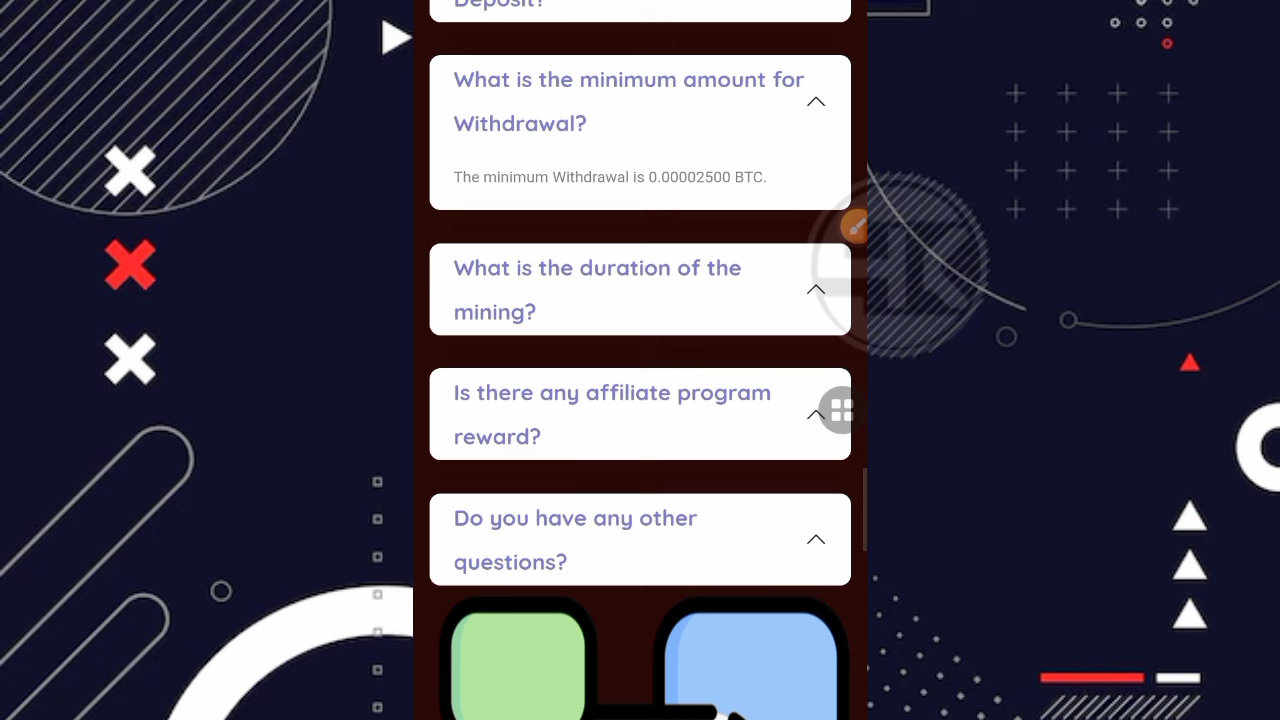 Deposit?
What is the minimum amount for
Withdrawal?
The minimum Withdrawal is 0.00002500 BTC.
What is the duration of the
mining?
Is there any affiliate program
reward?
Do you have any other
questions?